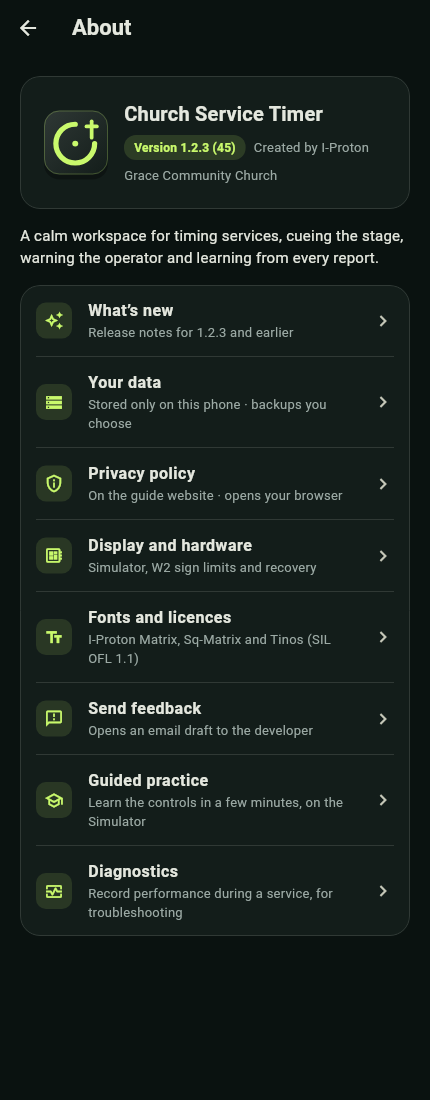 About
Church Service Timer
Version 1.2.3 (45) Created by I-Proton
Grace Community Church
A calm workspace for timing services, cueing the stage,
warning the operator and learning from every report.
What’s new
Release notes for 1.2.3 and earlier
Your data
Stored only on this phone · backups you
choose
Privacy policy
On the guide website · opens your browser
Display and hardware
Simulator, W2 sign limits and recovery
Fonts and licences
I-Proton Matrix, Sq-Matrix and Tinos (SIL
OFL 1.1)
Send feedback
Opens an email draft to the developer
Guided practice
Learn the controls in a few minutes, on the
Simulator
Diagnostics
Record performance during a service, for
troubleshooting